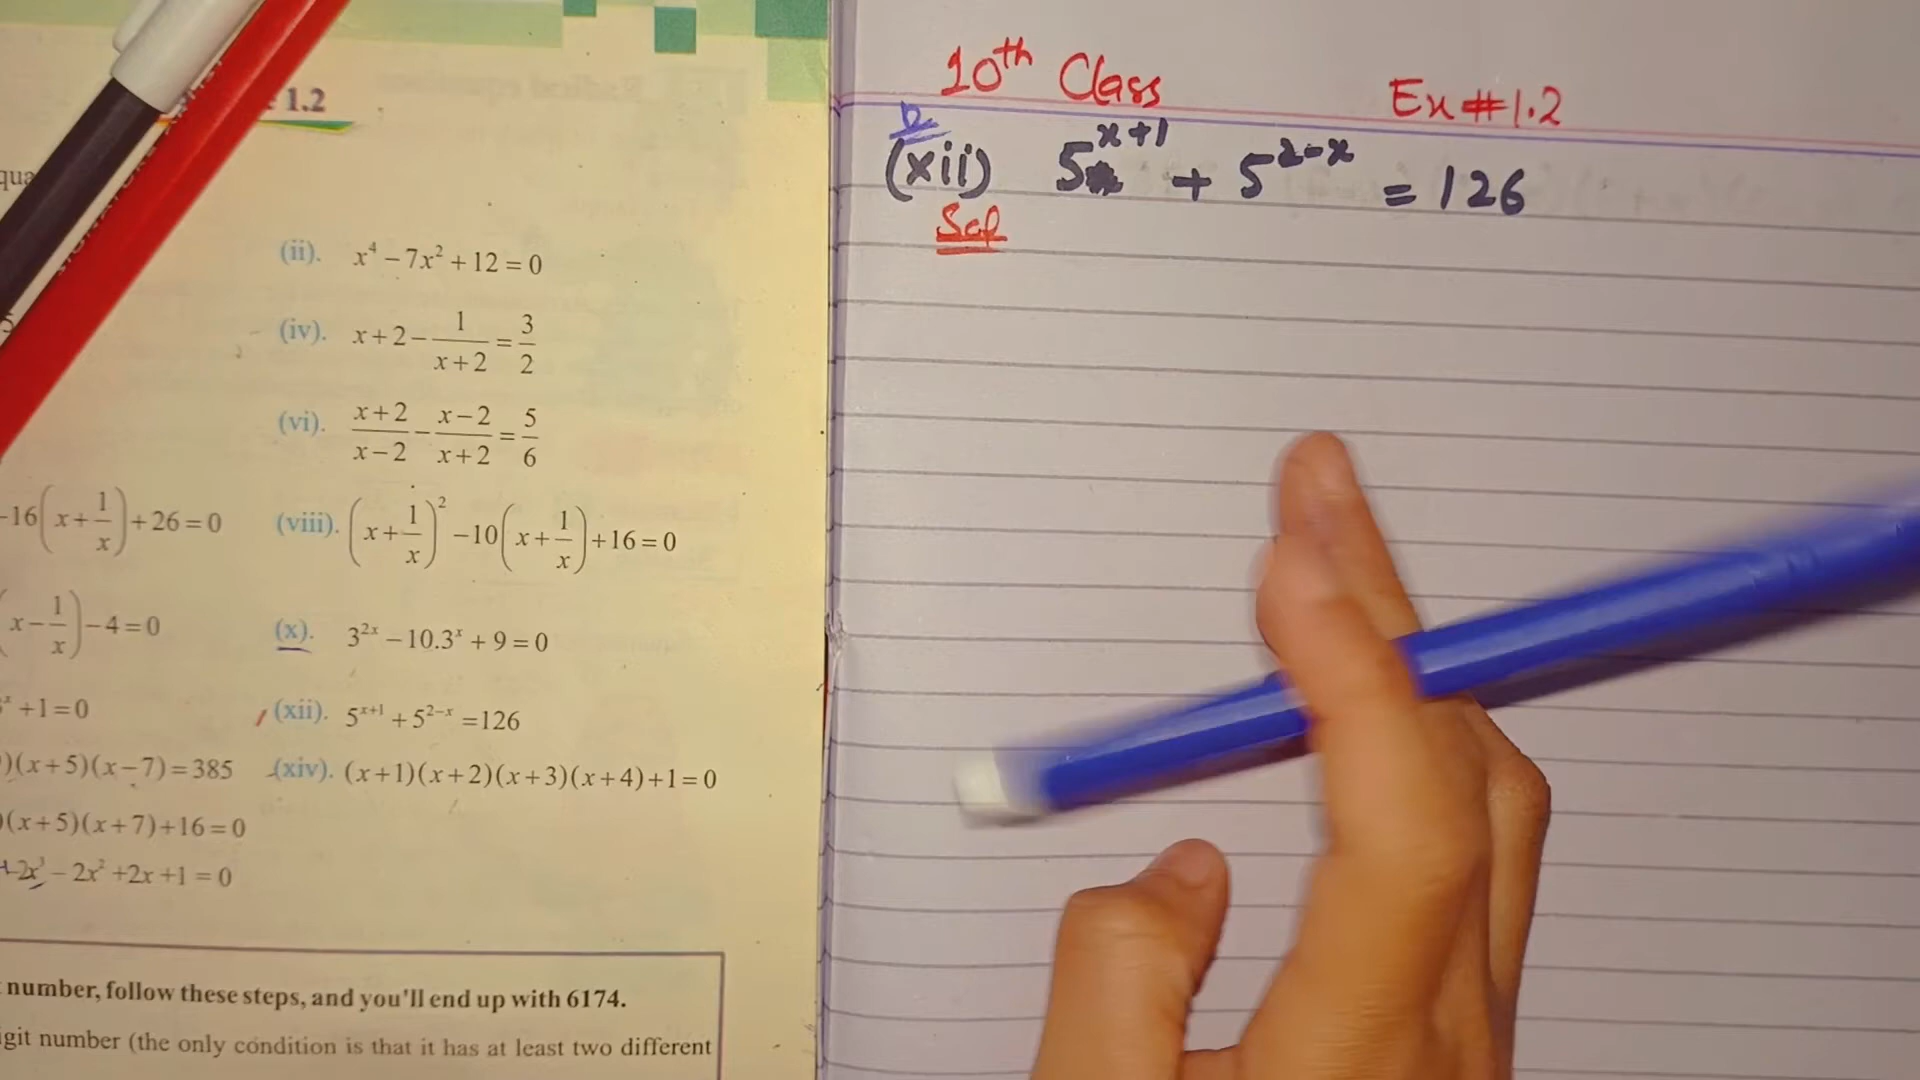 1.2
(ii). x⁴ − 7x² + 12 = 0
(iv). x + 2 − 1/(x+2) = 3/2
(vi). (x+2)/(x−2) − (x−2)/(x+2) = 5/6
−16(x + 1/x) + 26 = 0 (viii). (x + 1/x)² − 10(x + 1/x) + 16 = 0
x − 1/x) − 4 = 0 (x). 3²ˣ − 10.3ˣ + 9 = 0
+1 = 0 (xii). 5ˣ⁺¹ + 5²⁻ˣ = 126
)(x+5)(x−7) = 385 (xiv). (x+1)(x+2)(x+3)(x+4)+1 = 0
)(x+5)(x+7)+16 = 0
+2x³ − 2x² + 2x + 1 = 0
number, follow these steps, and you'll end up with 6174.
git number (the only condition is that it has at least two different
10th Class Ex#1.2
(xii) 5ˣ⁺¹ + 5²⁻ˣ = 126
Sol